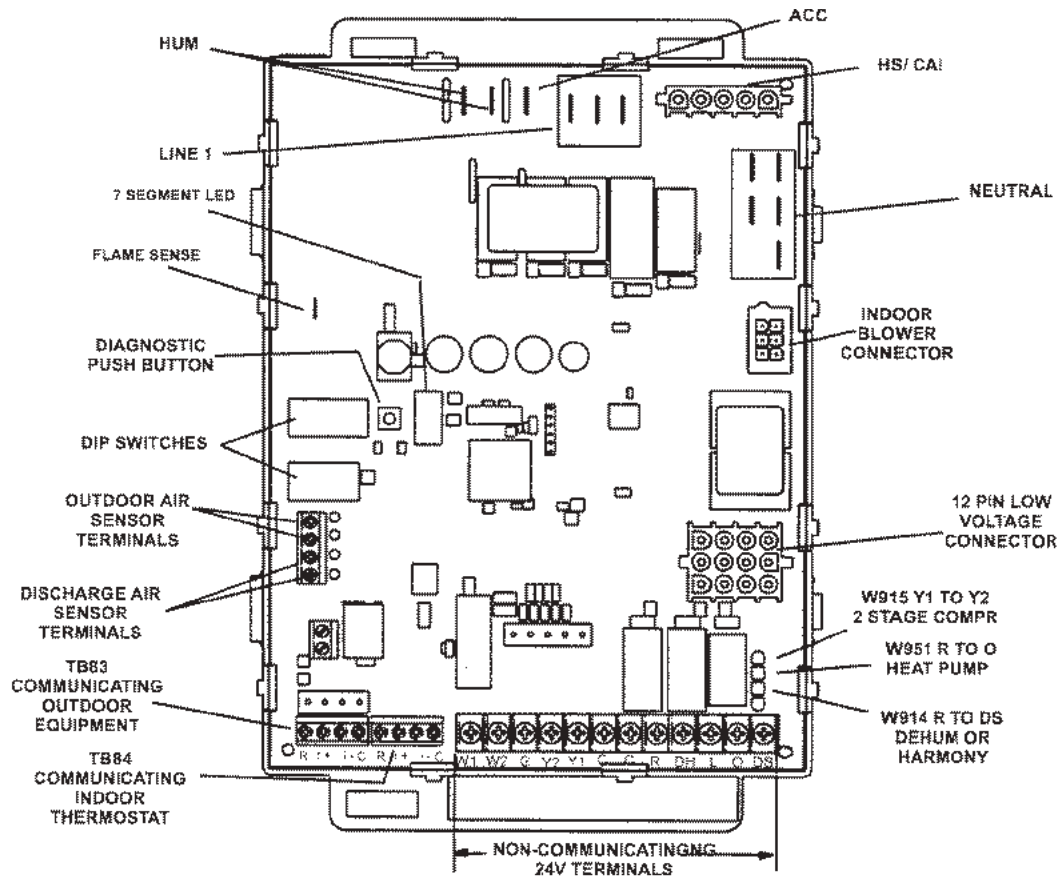 ACC
HUM
HS/ CAI
LINE 1
7 SEGMENT LED
NEUTRAL
FLAME SENSE
INDOOR
BLOWER
CONNECTOR
DIAGNOSTIC
PUSH BUTTON
DIP SWITCHES
OUTDOOR AIR
SENSOR
TERMINALS
12 PIN LOW
VOLTAGE
CONNECTOR
DISCHARGE AIR
SENSOR
TERMINALS
W915 Y1 TO Y2
2 STAGE COMPR
W951 R TO O
HEAT PUMP
TB83
COMMUNICATING
OUTDOOR
EQUIPMENT
W914 R TO DS
DEHUM OR
HARMONY
TB84
COMMUNICATING
INDOOR
THERMOSTAT
R i+ i- C R i+ i- C W1 W2 G Y2 Y1 C C R DH L O DS
NON-COMMUNICATINGNG
24V TERMINALS